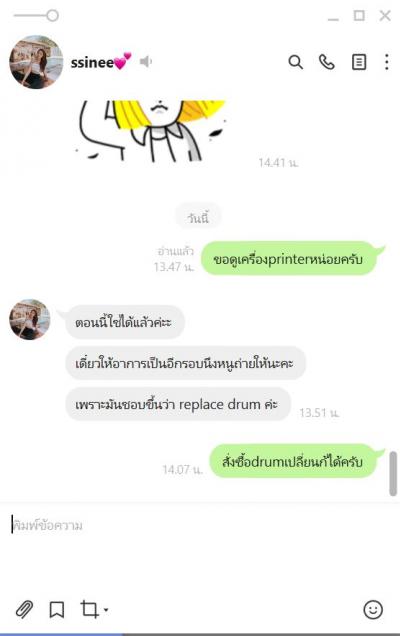 ssinee💕
14.41 น.
วันนี้
อ่านแล้ว
13.47 น.
ขอดูเครื่องprinterหน่อยครับ
ตอนนี้ใช้ได้แล้วค่ะะ
เดี๋ยวให้อาการเป็นอีกรอบนึงหนูถ่ายให้นะคะ
เพราะมันชอบขึ้นว่า replace drum ค่ะ
13.51 น.
14.07 น.
สั่งซื้อdrumเปลี่ยนก็ได้ครับ
พิมพ์ข้อความ